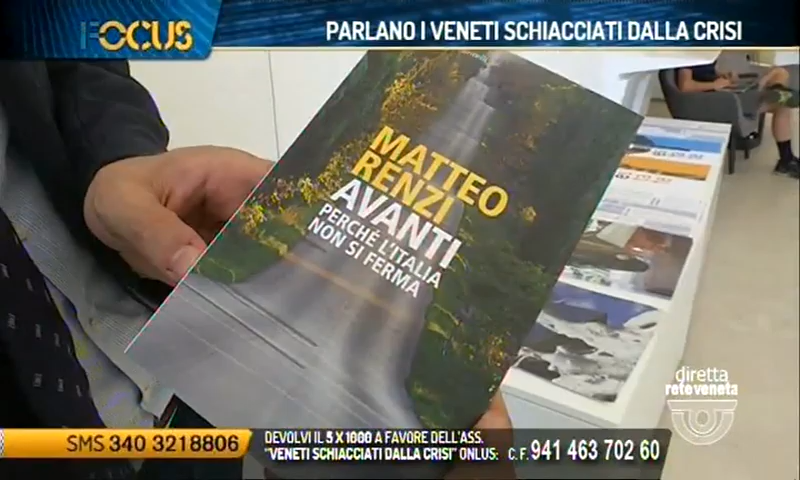 FOCUS
PARLANO I VENETI SCHIACCIATI DALLA CRISI
MATTEO
RENZI
AVANTI
PERCHÉ L'ITALIA
NON SI FERMA
diretta
reteveneta
SMS 340 3218806
DEVOLVI IL 5 X 1000 A FAVORE DELL'ASS.
"VENETI SCHIACCIATI DALLA CRISI" ONLUS: C.F. 941 463 702 60